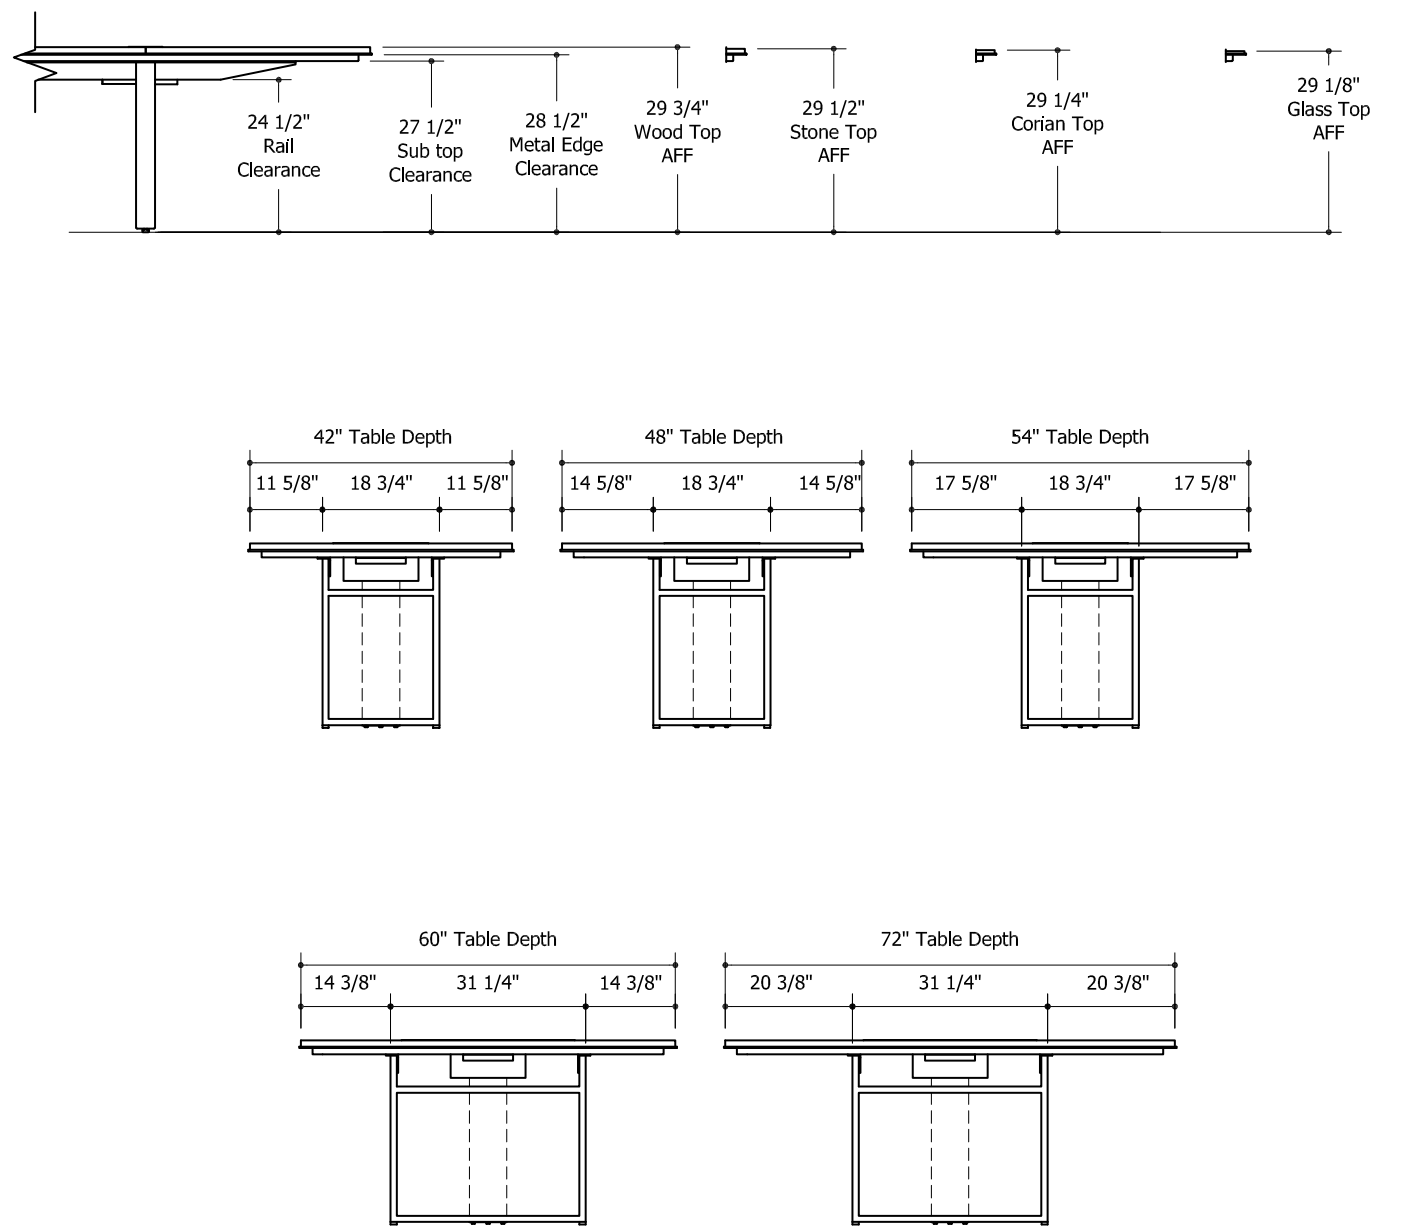 24 1/2"
Rail
Clearance
27 1/2"
Sub top
Clearance
28 1/2"
Metal Edge
Clearance
29 3/4"
Wood Top
AFF
29 1/2"
Stone Top
AFF
29 1/4"
Corian Top
AFF
29 1/8"
Glass Top
AFF
42" Table Depth
11 5/8" 18 3/4" 11 5/8"
48" Table Depth
14 5/8" 18 3/4" 14 5/8"
54" Table Depth
17 5/8" 18 3/4" 17 5/8"
60" Table Depth
14 3/8" 31 1/4" 14 3/8"
72" Table Depth
20 3/8" 31 1/4" 20 3/8"